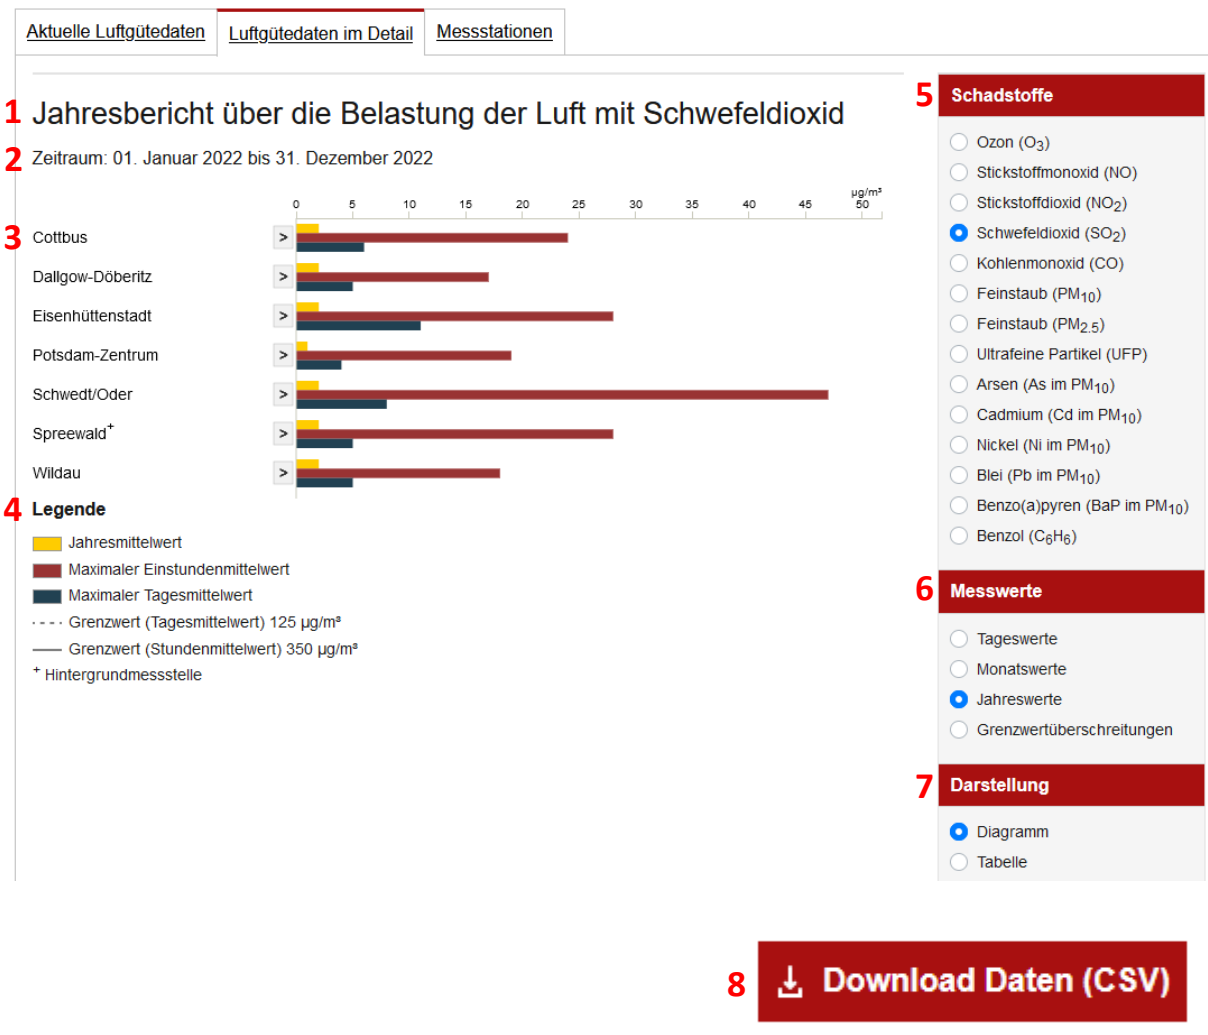 Aktuelle Luftgütedaten Luftgütedaten im Detail Messstationen
1 Jahresbericht über die Belastung der Luft mit Schwefeldioxid
2 Zeitraum: 01. Januar 2022 bis 31. Dezember 2022
µg/m³
0 5 10 15 20 25 30 35 40 45 50
3 Cottbus >
Dallgow-Döberitz >
Eisenhüttenstadt >
Potsdam-Zentrum >
Schwedt/Oder >
Spreewald⁺ >
Wildau >
4 Legende
Jahresmittelwert
Maximaler Einstundenmittelwert
Maximaler Tagesmittelwert
Grenzwert (Tagesmittelwert) 125 µg/m³
Grenzwert (Stundenmittelwert) 350 µg/m³
⁺ Hintergrundmessstelle
5 Schadstoffe
Ozon (O₃)
Stickstoffmonoxid (NO)
Stickstoffdioxid (NO₂)
Schwefeldioxid (SO₂)
Kohlenmonoxid (CO)
Feinstaub (PM₁₀)
Feinstaub (PM₂.₅)
Ultrafeine Partikel (UFP)
Arsen (As im PM₁₀)
Cadmium (Cd im PM₁₀)
Nickel (Ni im PM₁₀)
Blei (Pb im PM₁₀)
Benzo(a)pyren (BaP im PM₁₀)
Benzol (C₆H₆)
6 Messwerte
Tageswerte
Monatswerte
Jahreswerte
Grenzwertüberschreitungen
7 Darstellung
Diagramm
Tabelle
8 Download Daten (CSV)